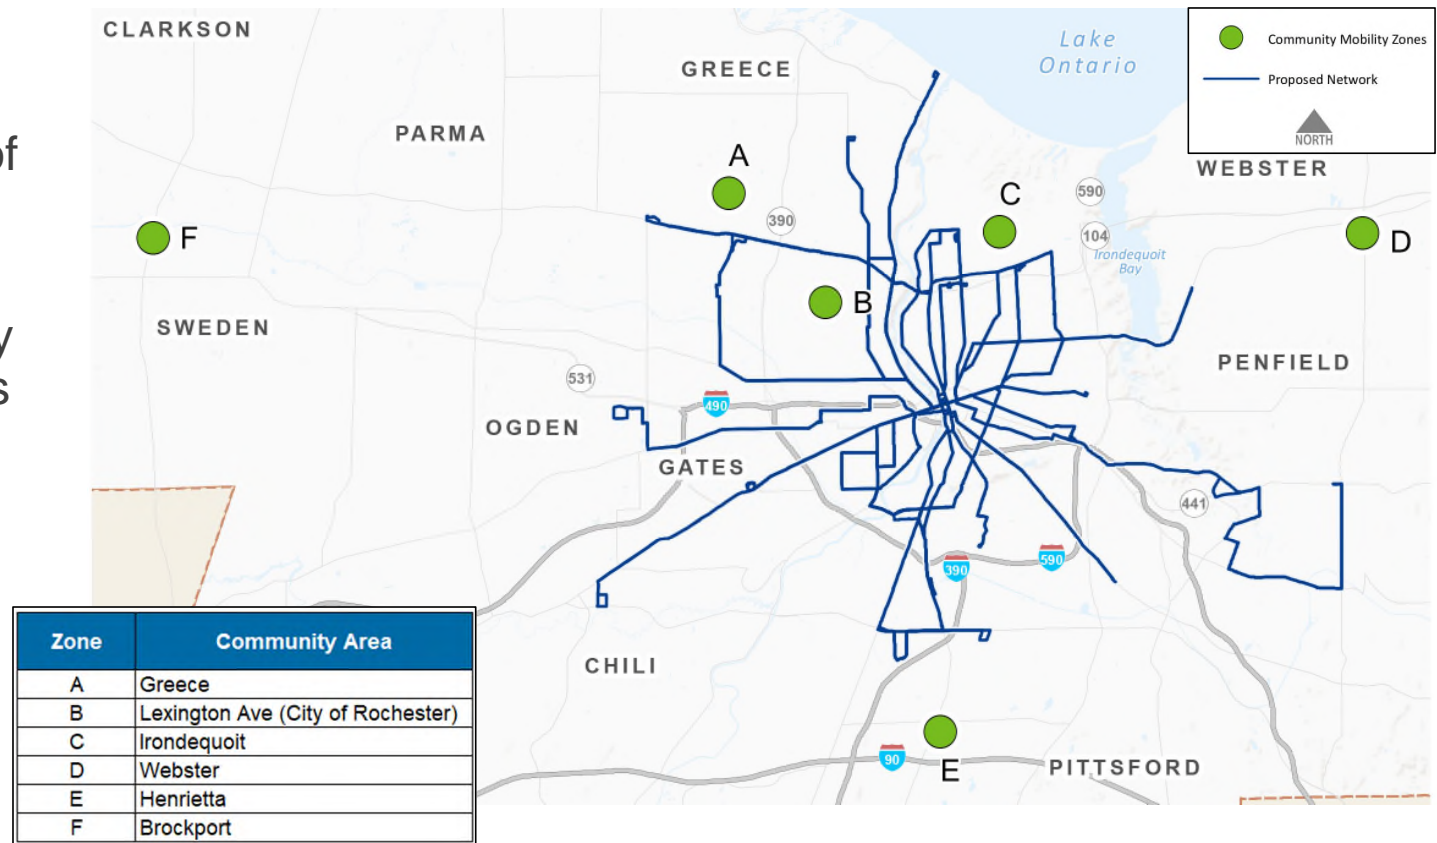 CLARKSON
Lake
Ontario
Community Mobility Zones
Proposed Network
NORTH
GREECE
PARMA
of
A
WEBSTER
590
C
390
104
F
D
Irondequoit
Bay
B
SWEDEN
y
PENFIELD
s
531
490
OGDEN
GATES
441
390
590
Zone Community Area
A Greece
B Lexington Ave (City of Rochester)
C Irondequoit
D Webster
E Henrietta
F Brockport
CHILI
90
E
PITTSFORD